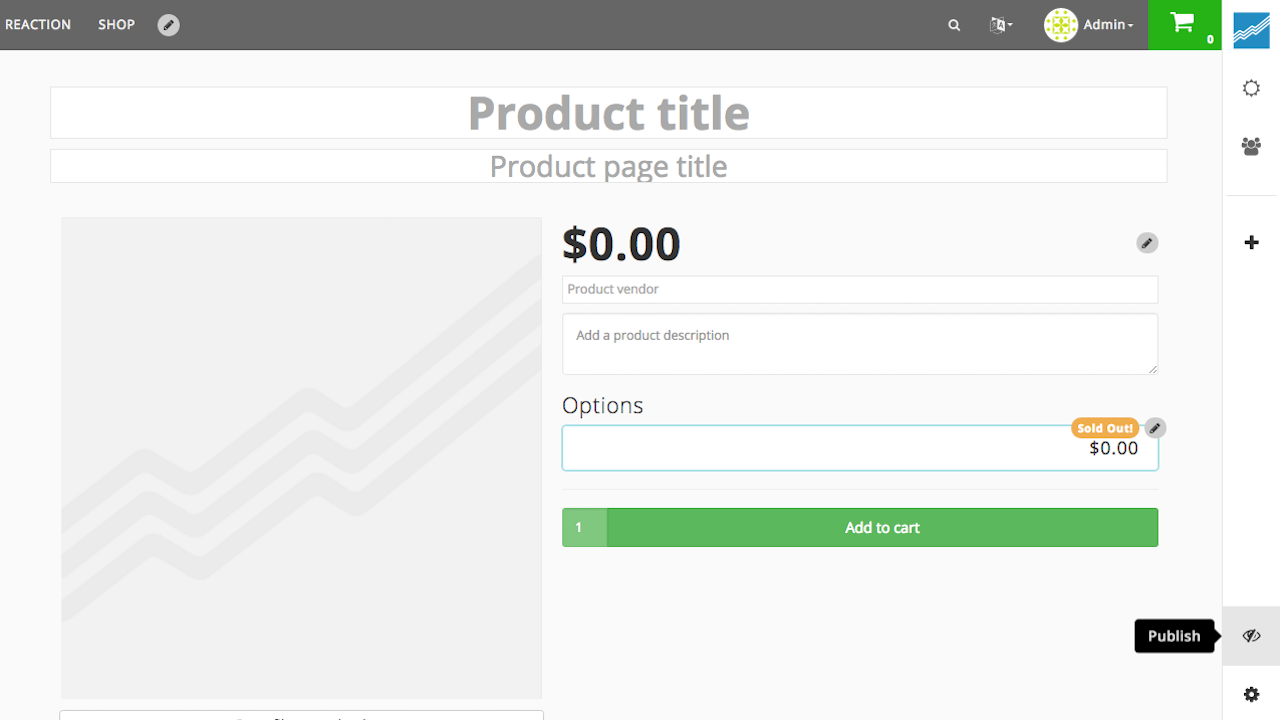 REACTION SHOP Admin 0
Product title
Product page title
$0.00
Product vendor
Add a product description
Options
Sold Out!
$0.00
1 Add to cart
Publish